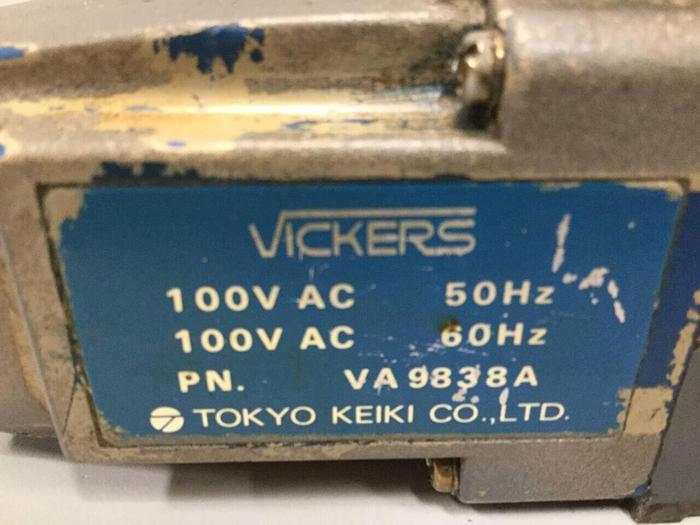 VICKERS
100V AC 50Hz
100V AC 60Hz
PN. VA9838A
TOKYO KEIKI CO.,LTD.